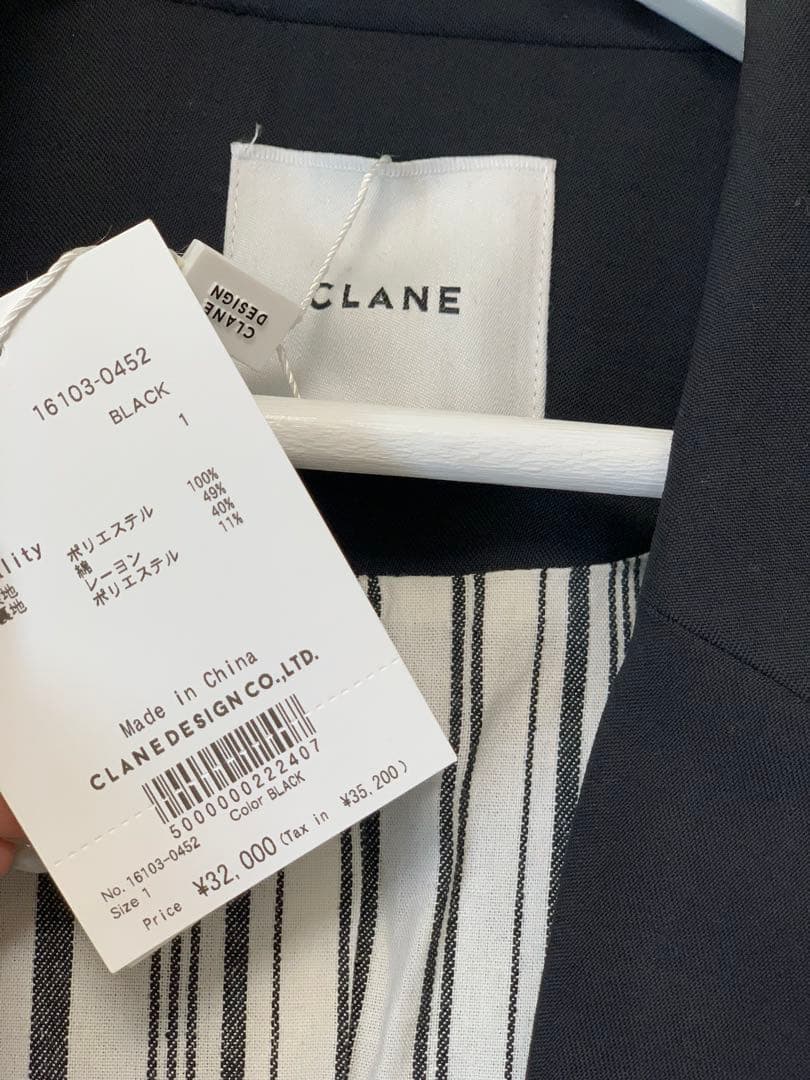 CLANE
CLANE
DESIGN
16103-0452
BLACK
1
ポリエステル 100%
綿 49%
レーヨン 40%
ポリエステル 11%
地
裏地
Made in China
CLANE DESIGN CO.,LTD.
5000000222407
Color BLACK
No. 16103-0452
Size 1
Price ¥32,000 (Tax in ¥35,200)